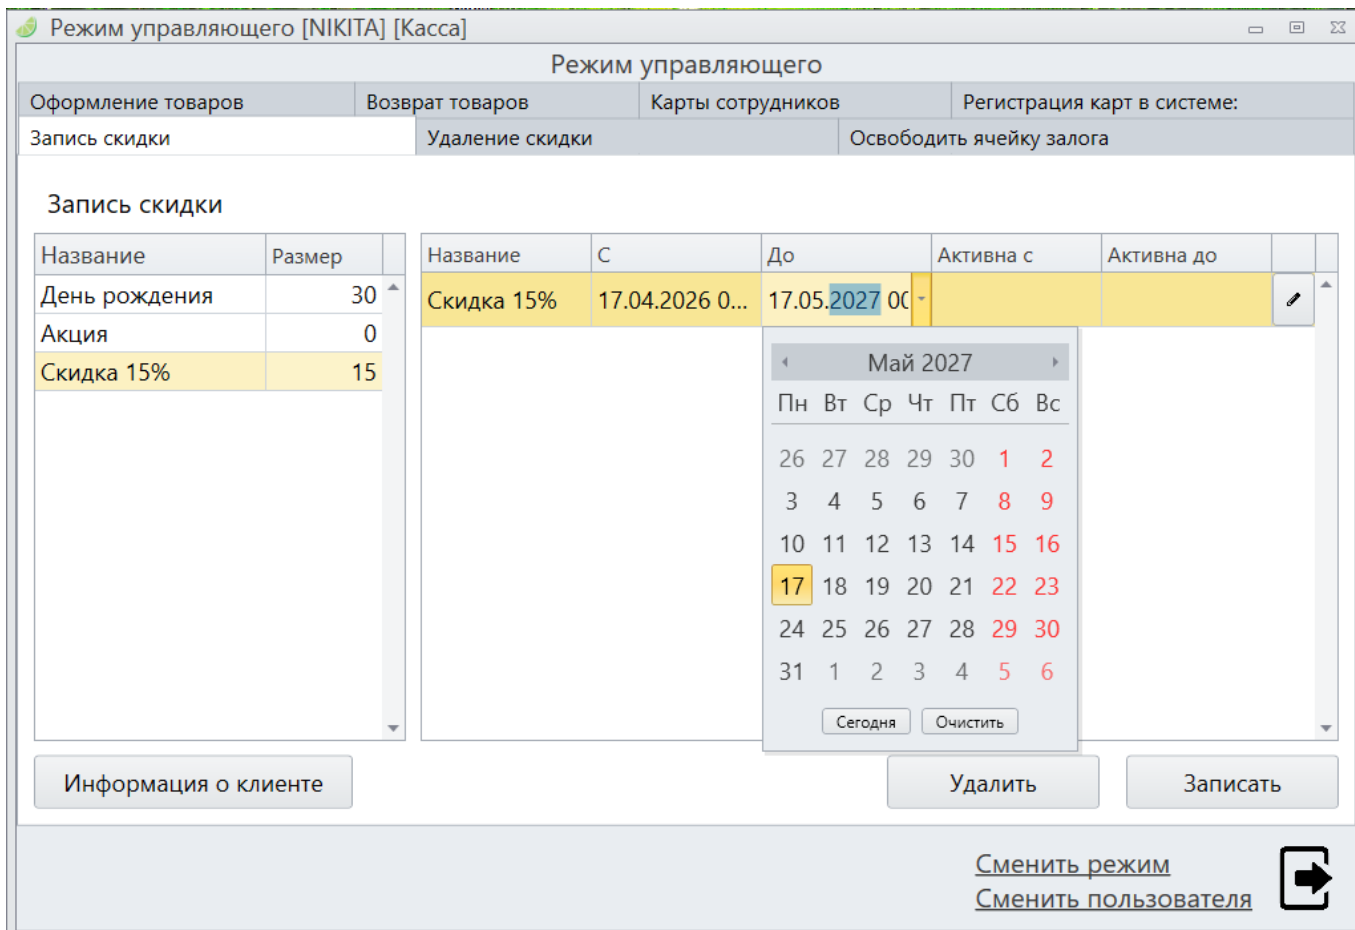 Режим управляющего [NIKITA] [Касса]
Режим управляющего
Оформление товаров Возврат товаров Карты сотрудников Регистрация карт в системе:
Запись скидки Удаление скидки Освободить ячейку залога
Запись скидки
Название Размер
День рождения 30
Акция 0
Скидка 15% 15
Название С До Активна с Активна до
Скидка 15% 17.04.2026 0... 17.05.2027 00
Май 2027
Пн Вт Ср Чт Пт Сб Вс
26 27 28 29 30 1 2
3 4 5 6 7 8 9
10 11 12 13 14 15 16
17 18 19 20 21 22 23
24 25 26 27 28 29 30
31 1 2 3 4 5 6
Сегодня Очистить
Информация о клиенте Удалить Записать
Сменить режим
Сменить пользователя